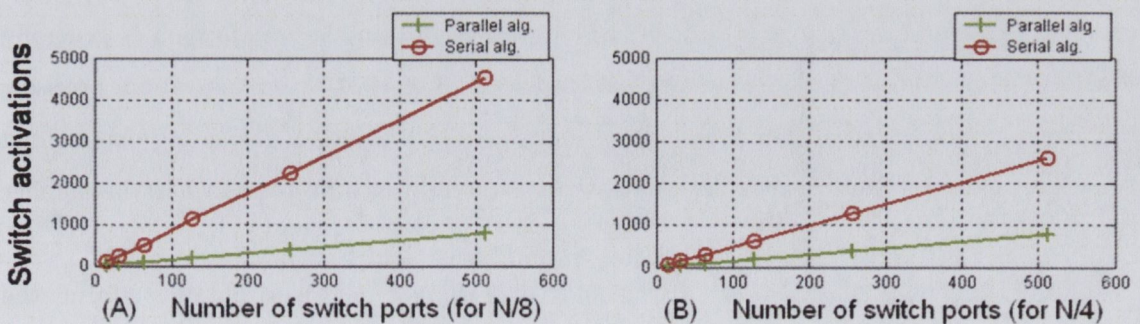 Parallel alg.
Serial alg.
Switch activations
5000
4000
3000
2000
1000
0
0 100 200 300 400 500 600
(A) Number of switch ports (for N/8)
Parallel alg.
Serial alg.
5000
4000
3000
2000
1000
0
0 100 200 300 400 500 600
(B) Number of switch ports (for N/4)